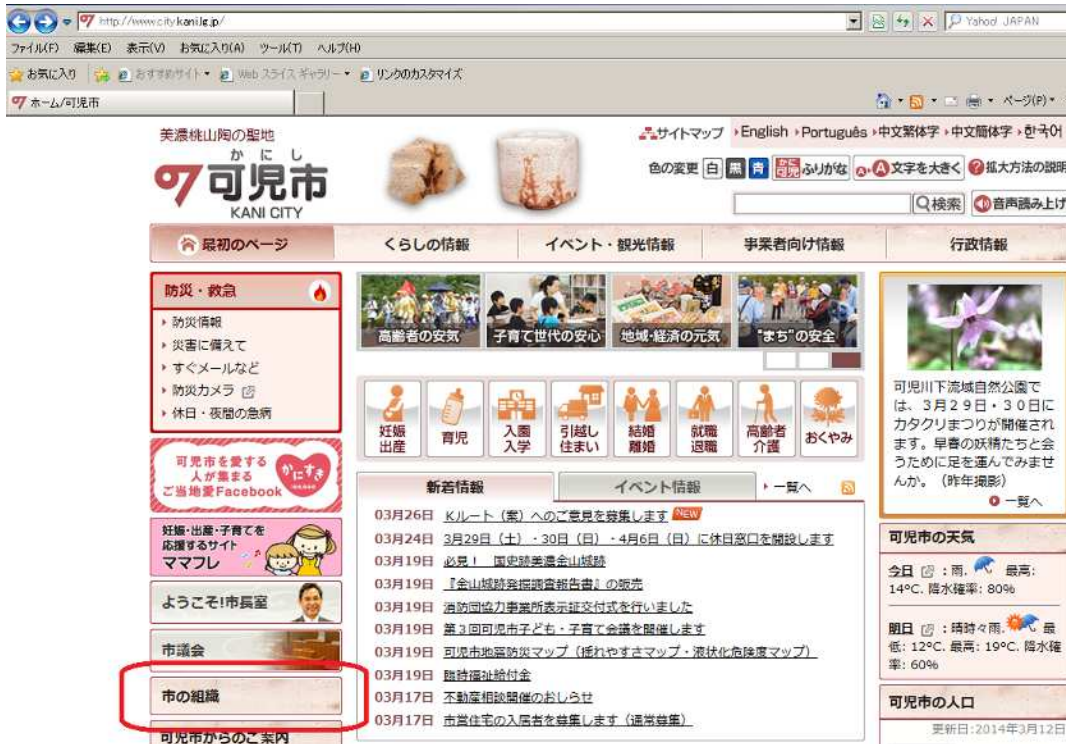 http://www.city.kani.lg.jp/
Yahoo! JAPAN
ファイル(F) 編集(E) 表示(V) お気に入り(A) ツール(T) ヘルプ(H)
お気に入り おすすめサイト Web スライス ギャラリー リンクのカスタマイズ
ホーム/可児市
ページ(P)
美濃桃山陶の聖地
かにし
可児市
KANI CITY
サイトマップ English Português 中文繁体字 中文簡体字 한국어
色の変更 白 黒 青 かに 可児 ふりがな 文字を大きく 拡大方法の説明
検索 音声読み上げ
最初のページ くらしの情報 イベント・観光情報 事業者向け情報 行政情報
防災・救急
防災情報
災害に備えて
すぐメールなど
防災カメラ
休日・夜間の急病
可児市を愛する
人が集まる
ご当地愛Facebook
かにすき
妊娠・出産・子育てを
応援するサイト
ママフレ
ようこそ!市長室
市議会
市の組織
可児市からのご案内
高齢者の安気 子育て世代の安心 地域・経済の元気 "まち"の安全
妊娠
出産
育児
入園
入学
引越し
住まい
結婚
離婚
就職
退職
高齢者
介護
おくやみ
新着情報 イベント情報 一覧へ
03月26日 Kルート（案）へのご意見を募集します NEW
03月24日 3月29日（土）・30日（日）・4月6日（日）に休日窓口を開設します
03月19日 必見！ 国史跡美濃金山城跡
03月19日 『金山城跡発掘調査報告書』の販売
03月19日 消防団協力事業所表示証交付式を行いました
03月19日 第3回可児市子ども・子育て会議を開催します
03月19日 可児市地震防災マップ（揺れやすさマップ・液状化危険度マップ）
03月19日 臨時福祉給付金
03月17日 不動産相談開催のおしらせ
03月17日 市営住宅の入居者を募集します（通常募集）
可児川下流域自然公園で
は、3月29日・30日に
カタクリまつりが開催され
ます。早春の妖精たちと会
うために足を運んでみませ
んか。（昨年撮影）
一覧へ
可児市の天気
今日 : 雨. 最高:
14°C. 降水確率: 80%
明日 : 晴時々雨. 最
低: 12°C. 最高: 19°C. 降水確
率: 60%
可児市の人口
更新日:2014年3月12日